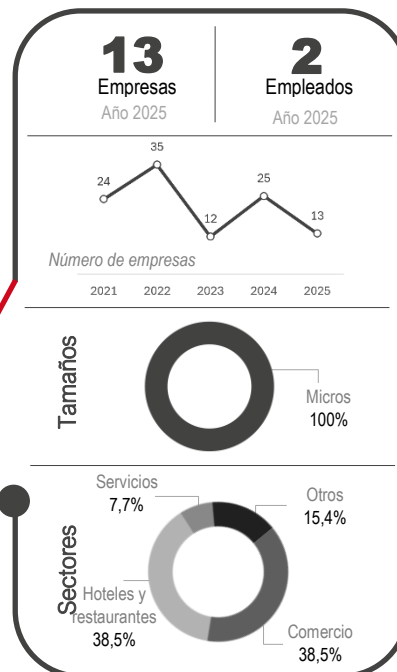 13
Empresas
Año 2025
2
Empleados
Año 2025
35
24
25
12
13
Número de empresas
2021 2022 2023 2024 2025
Tamaños
Micros
100%
Sectores
Servicios
7,7%
Otros
15,4%
Hoteles y
restaurantes
38,5%
Comercio
38,5%